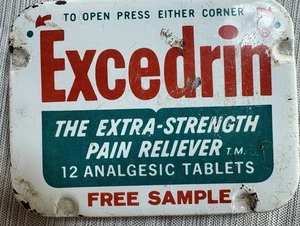 TO OPEN PRESS EITHER CORNER
Excedrin
THE EXTRA-STRENGTH
PAIN RELIEVER T.M.
12 ANALGESIC TABLETS
FREE SAMPLE